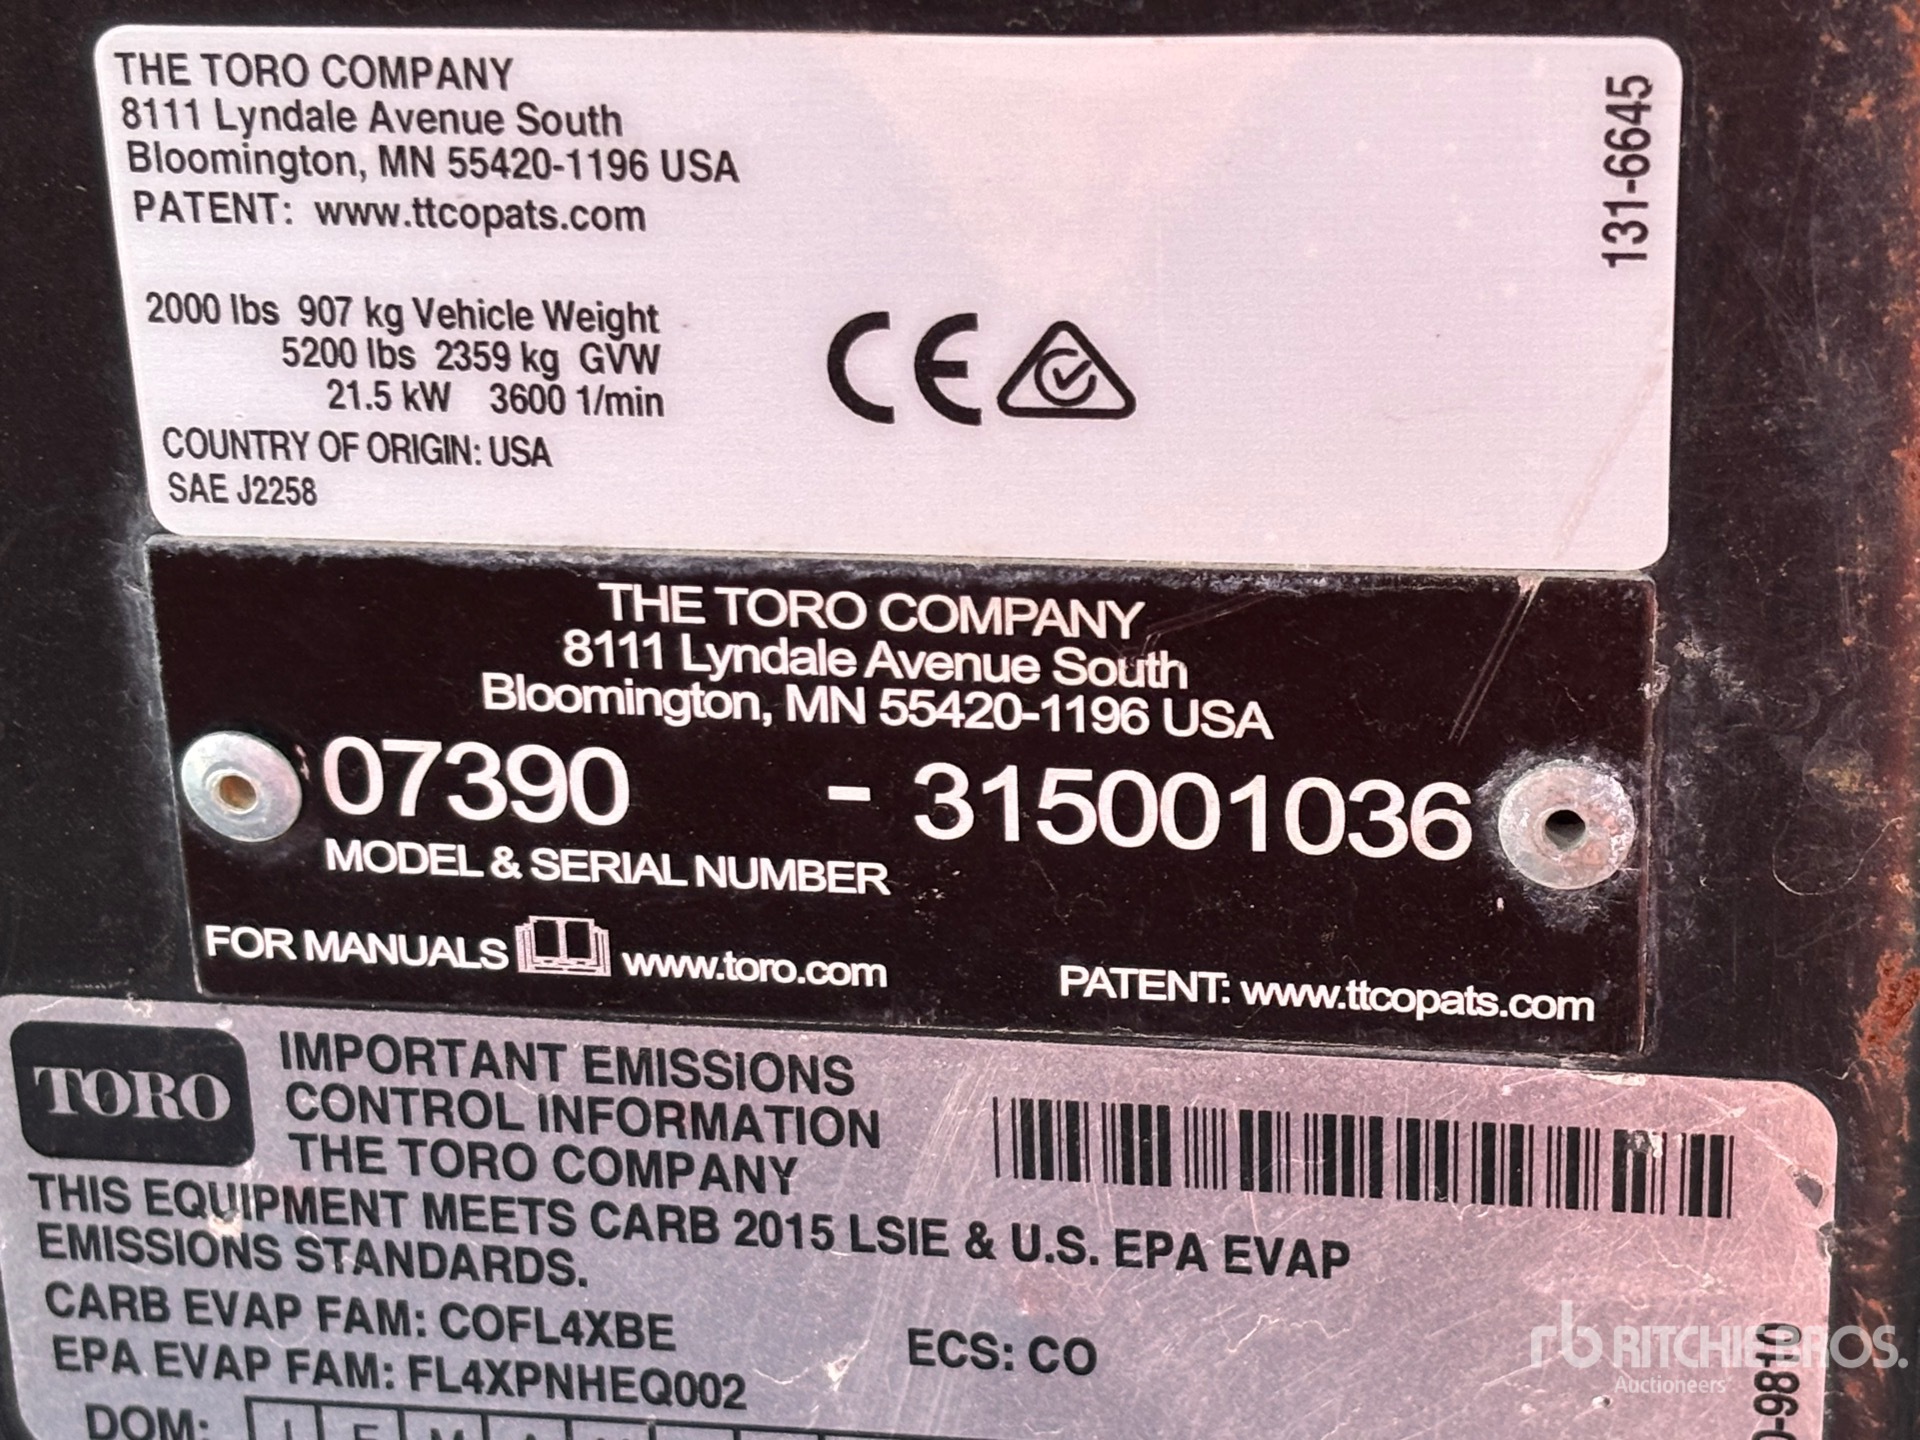 THE TORO COMPANY
8111 Lyndale Avenue South
Bloomington, MN 55420-1196 USA
PATENT: www.ttcopats.com
131-6645
2000 lbs 907 kg Vehicle Weight
5200 lbs 2359 kg GVW
21.5 kW 3600 1/min
CE
COUNTRY OF ORIGIN: USA
SAE J2258
THE TORO COMPANY
8111 Lyndale Avenue South
Bloomington, MN 55420-1196 USA
07390 - 315001036
MODEL & SERIAL NUMBER
FOR MANUALS www.toro.com
PATENT: www.ttcopats.com
TORO
IMPORTANT EMISSIONS
CONTROL INFORMATION
THE TORO COMPANY
THIS EQUIPMENT MEETS CARB 2015 LSIE & U.S. EPA EVAP
EMISSIONS STANDARDS.
CARB EVAP FAM: COFL4XBE
EPA EVAP FAM: FL4XPNHEQ002
ECS: CO
DOM:
-9810
rb RITCHIE BROS.
Auctioneers